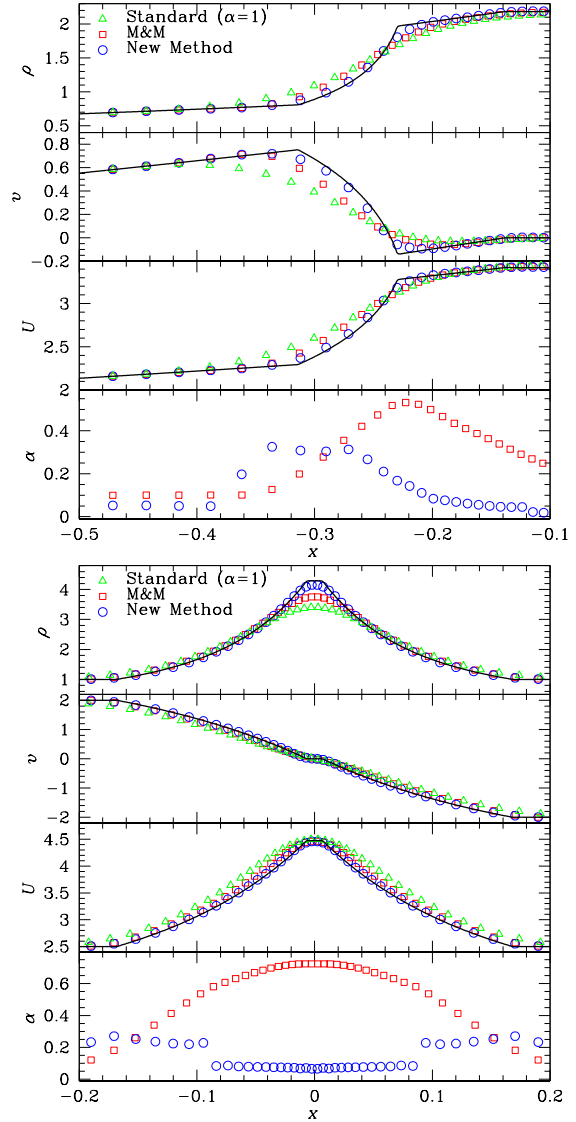 Standard (α=1)
M&M
New Method
ρ
2
1.5
1
0.5
v
0.8
0.6
0.4
0.2
0
−0.2
U
3
2.5
2
α
0.4
0.2
0
−0.5 −0.4 −0.3 −0.2 −0.1
x
Standard (α=1)
M&M
New Method
ρ
4
3
2
1
v
2
1
0
−1
−2
U
4.5
4
3.5
3
2.5
α
0.6
0.4
0.2
0
−0.2 −0.1 0 0.1 0.2
x